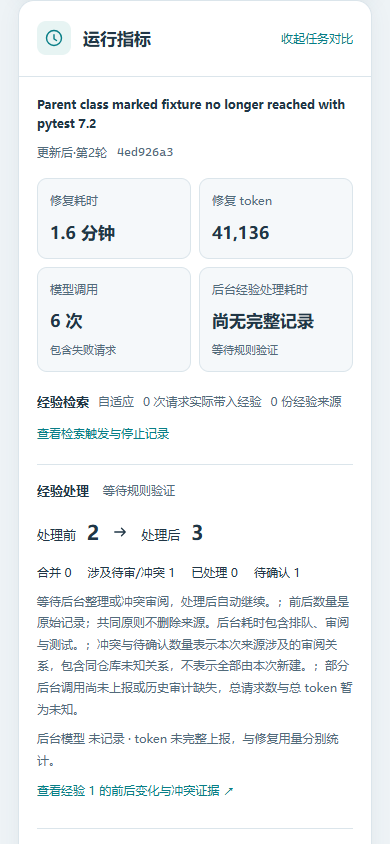 运行指标
收起任务对比
Parent class marked fixture no longer reached with
pytest 7.2
更新后·第2轮 4ed926a3
修复耗时
1.6 分钟
修复 token
41,136
模型调用
6 次
包含失败请求
后台经验处理耗时
尚无完整记录
等待规则验证
经验检索 自适应 0 次请求实际带入经验 0 份经验来源
查看检索触发与停止记录
经验处理 等待规则验证
处理前 2 → 处理后 3
合并 0 涉及待审/冲突 1 已处理 0 待确认 1
等待后台整理或冲突审阅，处理后自动继续。；前后数量是
原始记录；共同原则不删除来源。后台耗时包含排队、审阅
与测试。；冲突与待确认数量表示本次来源涉及的审阅关
系，包含同仓库未知关系，不表示全部由本次新建。；部分
后台调用尚未上报或历史审计缺失，总请求数与总 token 暂
为未知。
后台模型 未记录 · token 未完整上报，与修复用量分别统
计。
查看经验 1 的前后变化与冲突证据 ↗